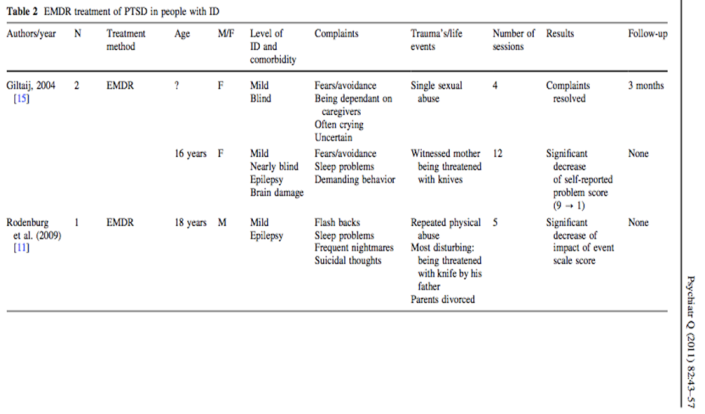 Table 2 EMDR treatment of PTSD in people with ID
Authors/year N Treatment method Age M/F Level of ID and comorbidity Complaints Trauma's/life events Number of sessions Results Follow-up
Giltaij, 2004 [15] 2 EMDR ? F Mild Blind Fears/avoidance Being dependant on caregivers Often crying Uncertain Single sexual abuse 4 Complaints resolved 3 months
16 years F Mild Nearly blind Epilepsy Brain damage Fears/avoidance Sleep problems Demanding behavior Witnessed mother being threatened with knives 12 Significant decrease of self-reported problem score (9 → 1) None
Rodenburg et al. (2009) [11] 1 EMDR 18 years M Mild Epilepsy Flash backs Sleep problems Frequent nightmares Suicidal thoughts Repeated physical abuse Most disturbing: being threatened with knife by his father Parents divorced 5 Significant decrease of impact of event scale score None
Psychiatr Q (2011) 82:43–57